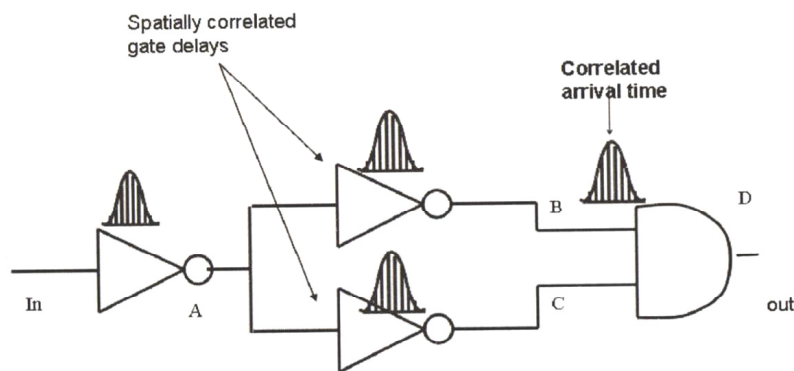 Spatially correlated
gate delays
Correlated
arrival time
B
D
In
A
C
out